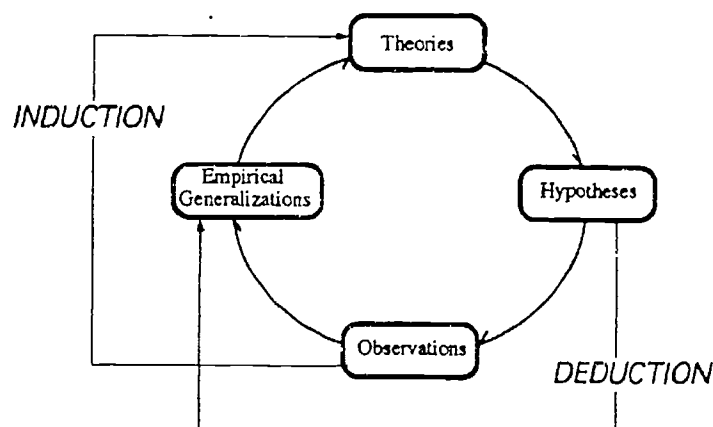 Theories
INDUCTION
Empirical
Generalizations
Hypotheses
Observations
DEDUCTION